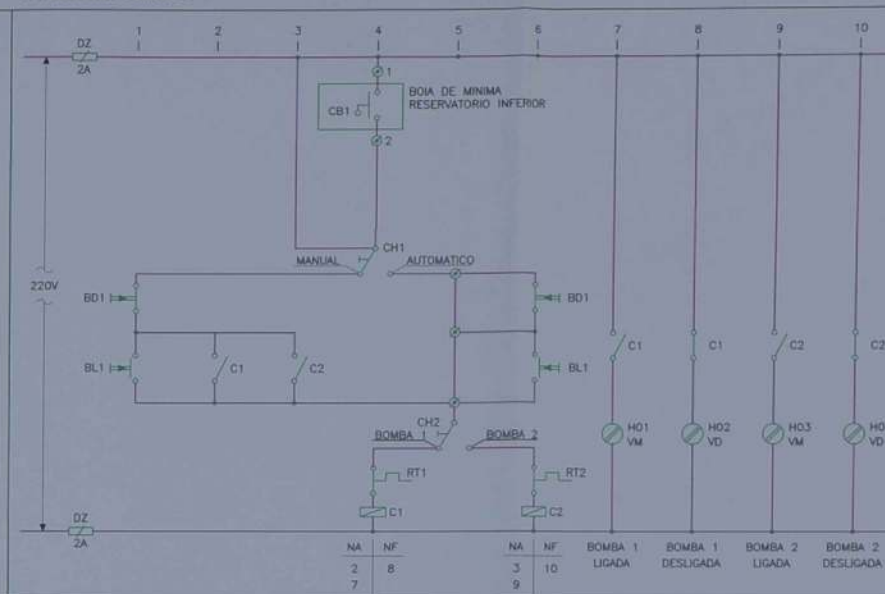 1 2 3 4 5 6 7 8 9 10
DZ
2A
1
BOIA DE MINIMA
RESERVATORIO INFERIOR
CB1
2
CH1
MANUAL
AUTOMATICO
220V
BD1
BD1
BL1
C1
C2
BL1
C1
C1
C2
C2
CH2
BOMBA 1
BOMBA 2
H01
VM
H02
VD
H03
VM
VD
RT1
RT2
C1
C2
DZ
2A
NA NF
2 8
7
NA NF
3 10
9
BOMBA 1
LIGADA
BOMBA 1
DESLIGADA
BOMBA 2
LIGADA
BOMBA 2
DESLIGADA